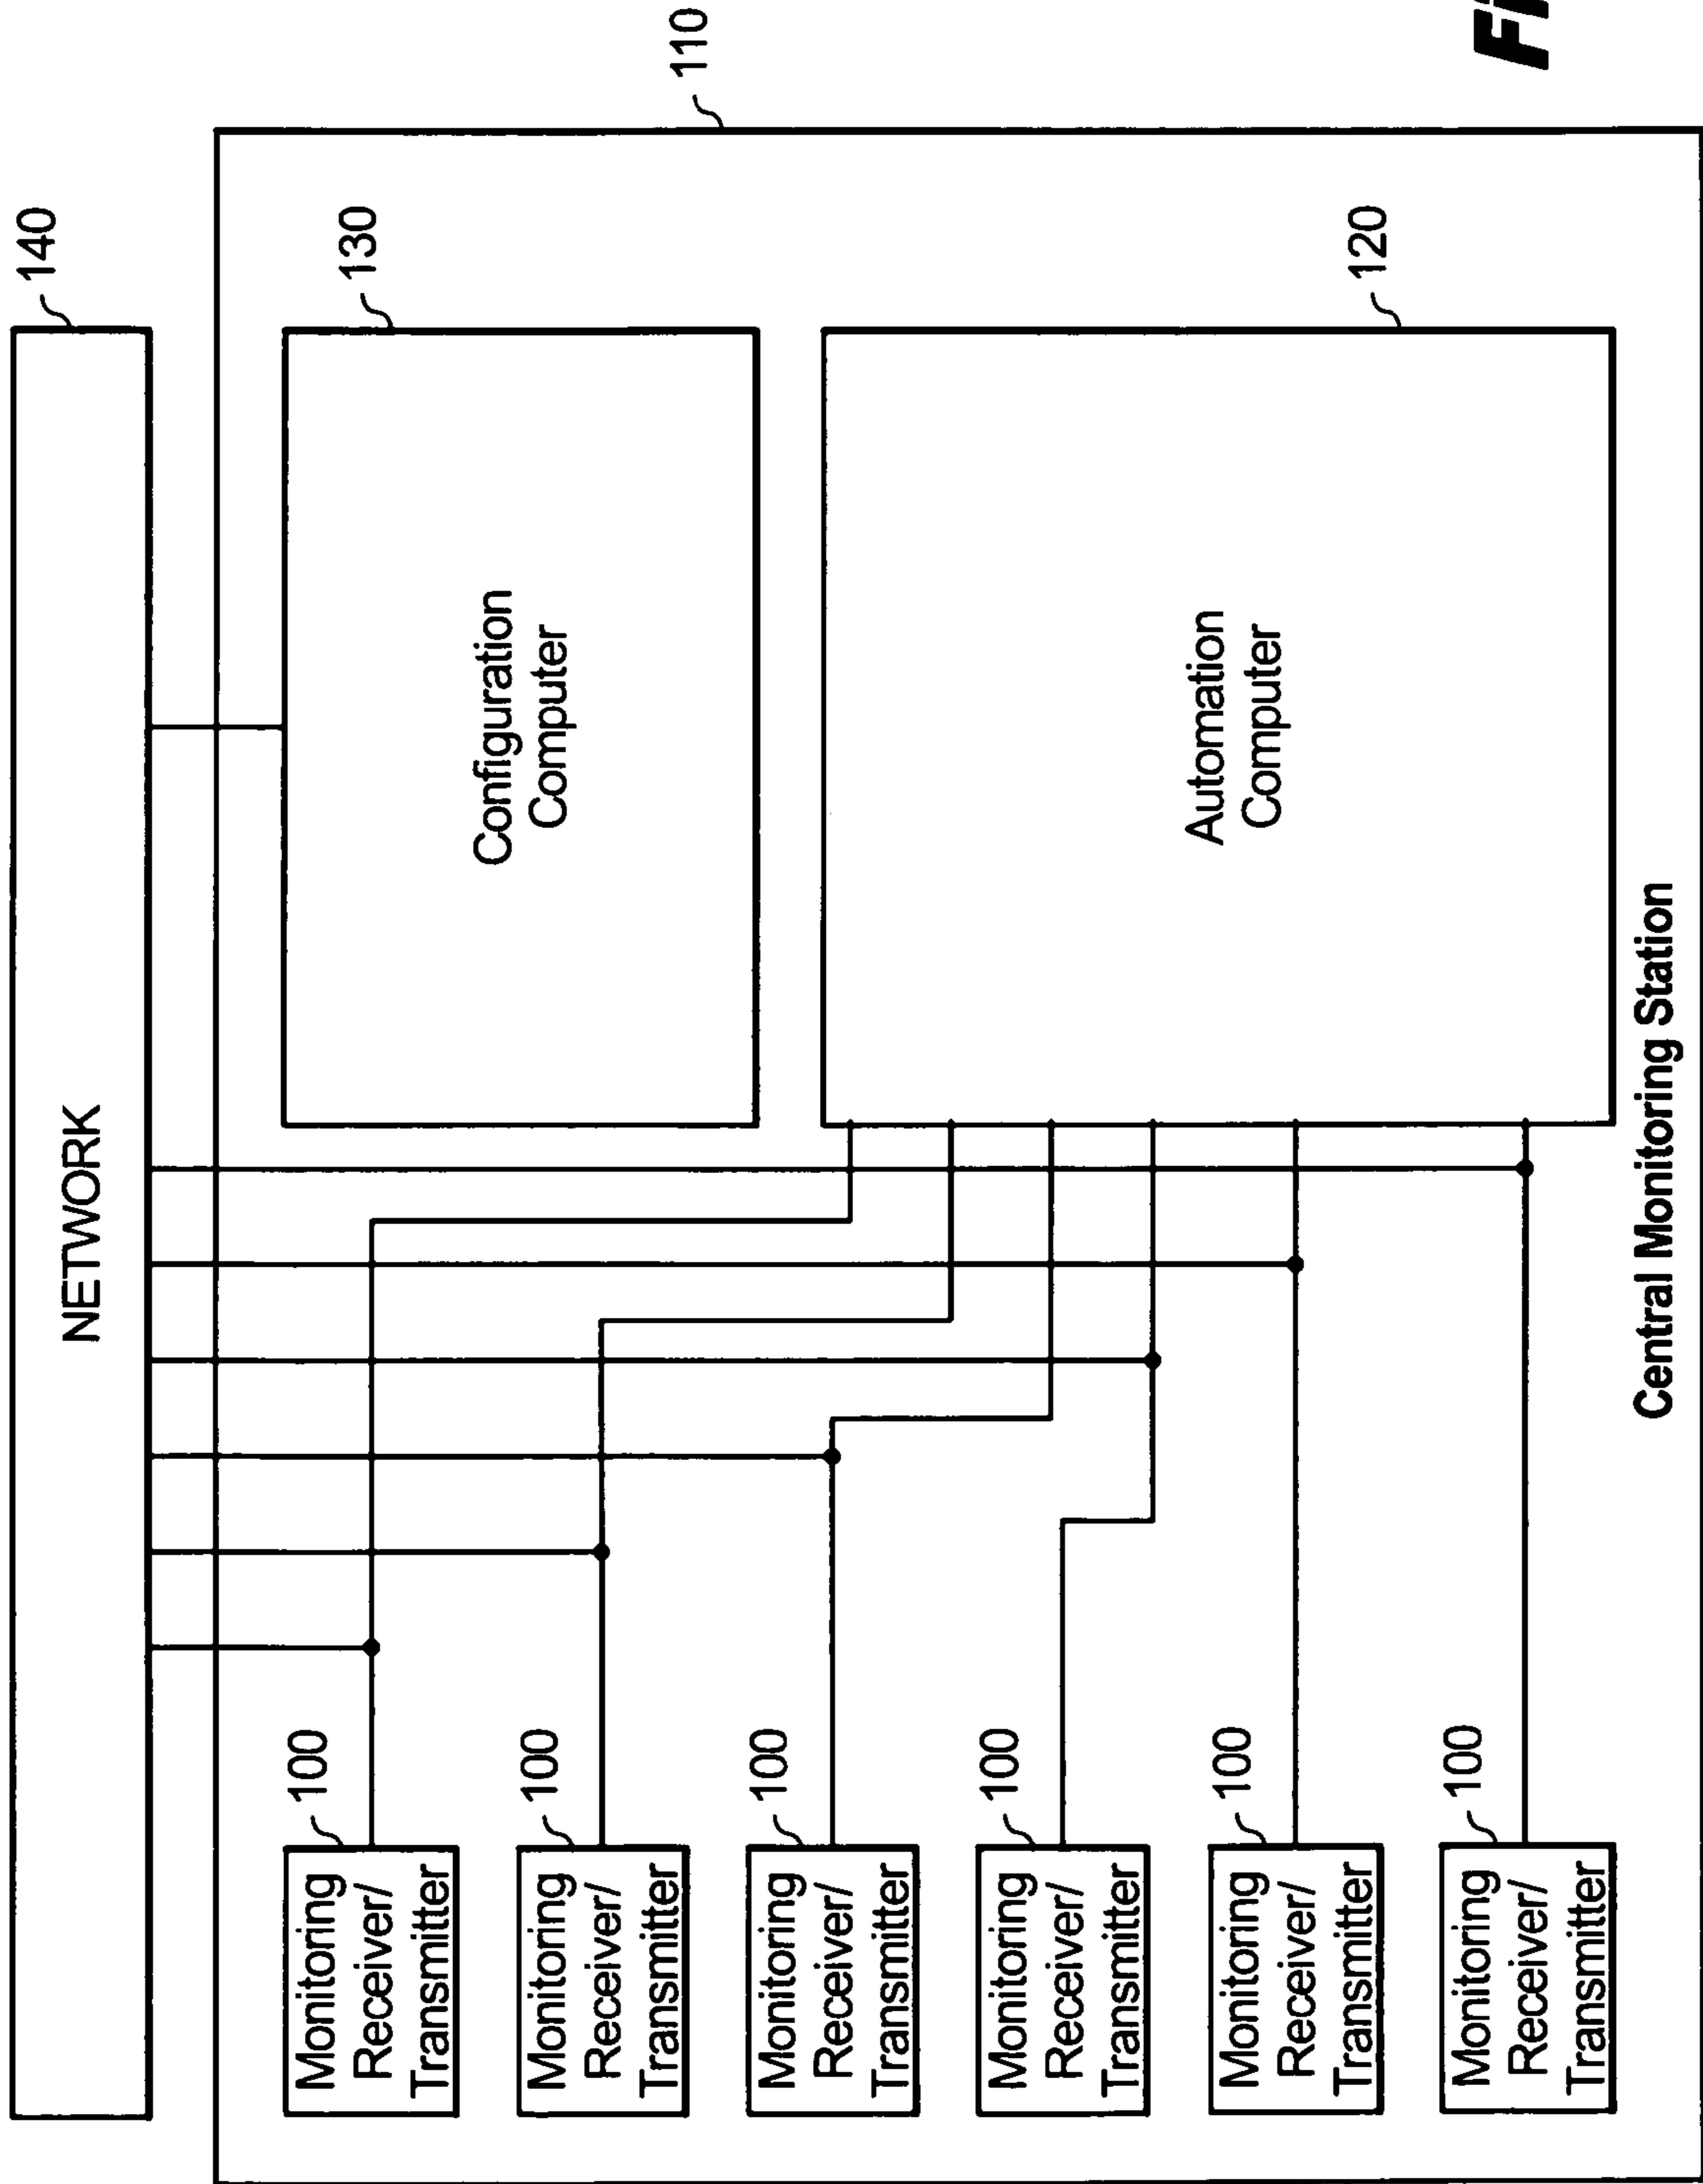 140
NETWORK
110
130
Configuration
Computer
120
Automation
Computer
100
Monitoring
Receiver/
Transmitter
100
Monitoring
Receiver/
Transmitter
100
Monitoring
Receiver/
Transmitter
100
Monitoring
Receiver/
Transmitter
100
Monitoring
Receiver/
Transmitter
100
Monitoring
Receiver/
Transmitter
Central Monitoring Station